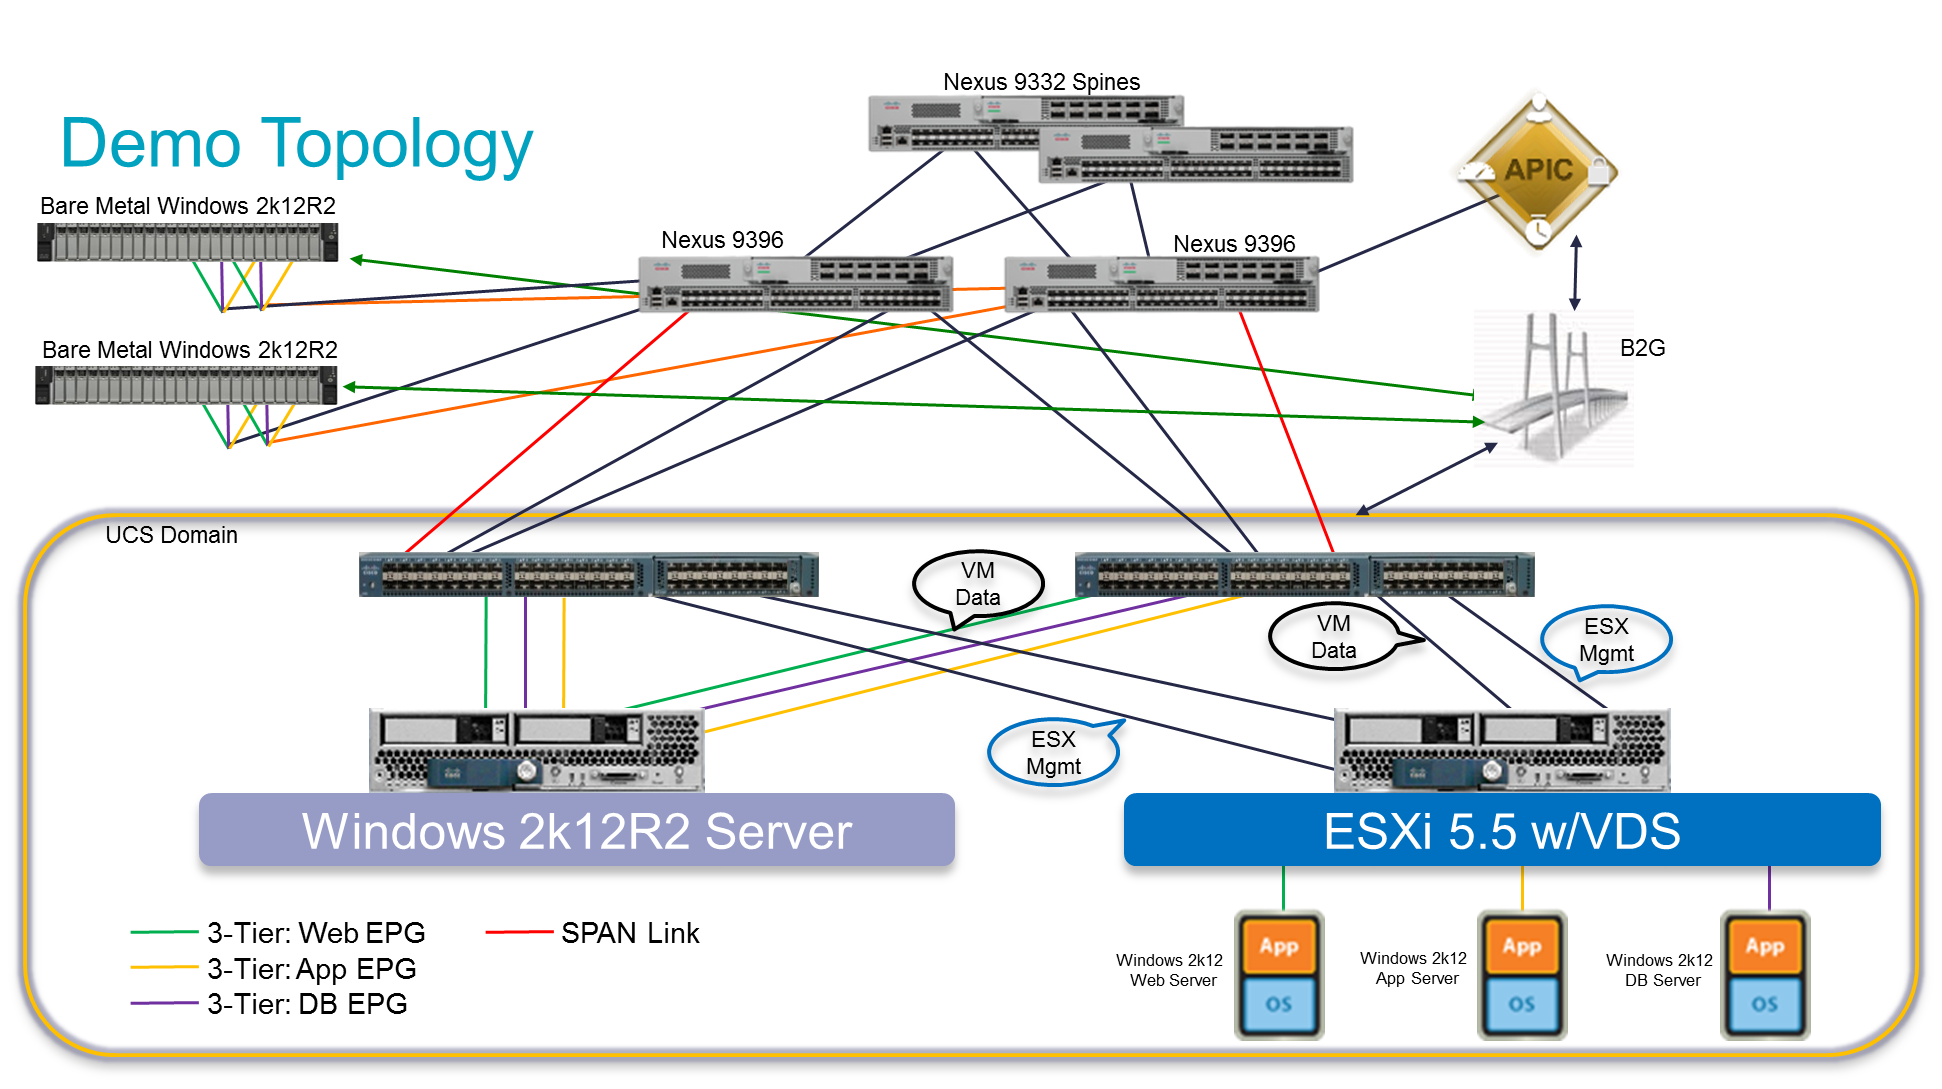 Nexus 9332 Spines
Demo Topology
APIC
Bare Metal Windows 2k12R2
Nexus 9396
Nexus 9396
B2G
Bare Metal Windows 2k12R2
UCS Domain
VM
Data
VM
Data
ESX
Mgmt
ESX
Mgmt
Windows 2k12R2 Server
ESXi 5.5 w/VDS
3-Tier: Web EPG
SPAN Link
3-Tier: App EPG
3-Tier: DB EPG
Windows 2k12
Web Server
App
OS
Windows 2k12
App Server
App
OS
Windows 2k12
DB Server
App
OS